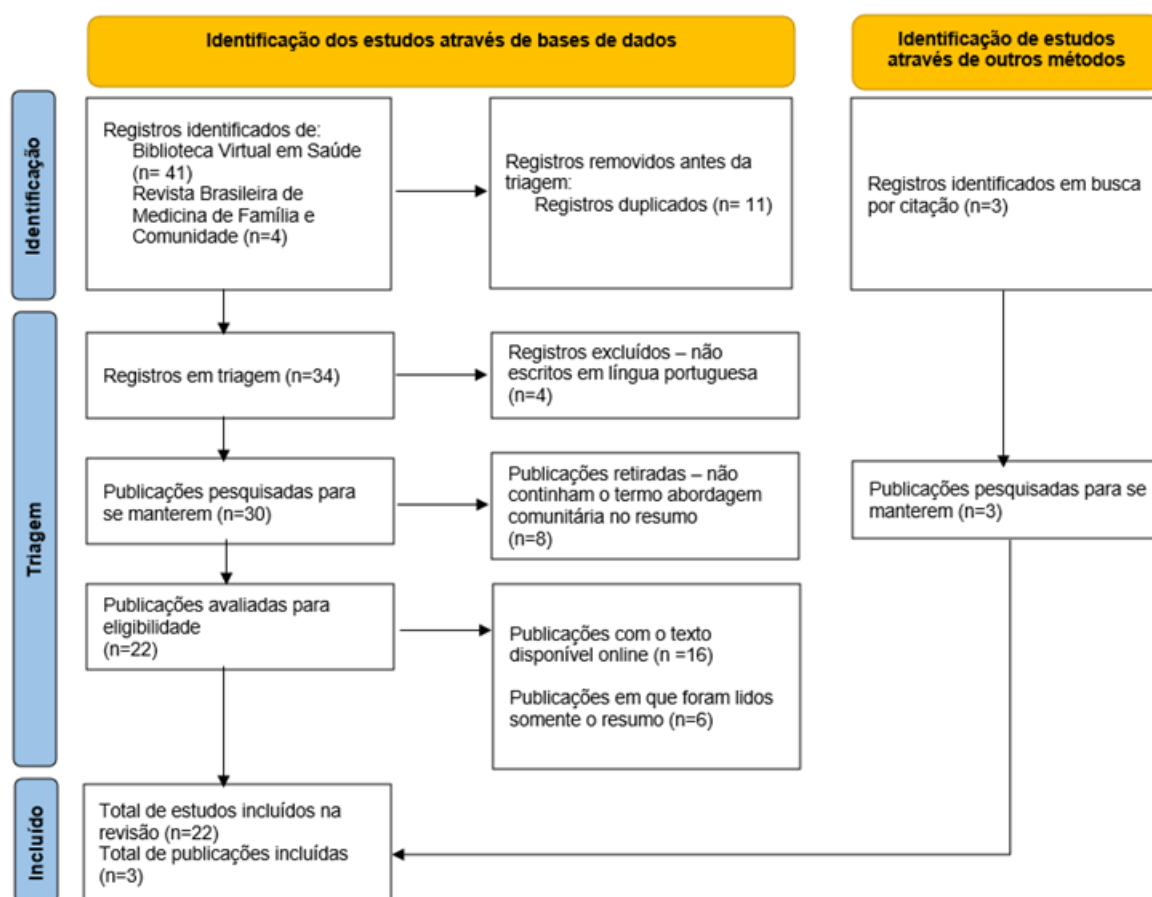 Identificação dos estudos através de bases de dados
Identificação de estudos
através de outros métodos
Identificação
Registros identificados de:
Biblioteca Virtual em Saúde
(n= 41)
Revista Brasileira de
Medicina de Família e
Comunidade (n=4)
Registros removidos antes da
triagem:
Registros duplicados (n= 11)
Registros identificados em busca
por citação (n=3)
Triagem
Registros em triagem (n=34)
Registros excluídos – não
escritos em língua portuguesa
(n=4)
Publicações pesquisadas para
se manterem (n=30)
Publicações retiradas – não
continham o termo abordagem
comunitária no resumo
(n=8)
Publicações pesquisadas para se
manterem (n=3)
Publicações avaliadas para
eligibilidade
(n=22)
Publicações com o texto
disponível online (n =16)
Publicações em que foram lidos
somente o resumo (n=6)
Incluído
Total de estudos incluídos na
revisão (n=22)
Total de publicações incluídas
(n=3)